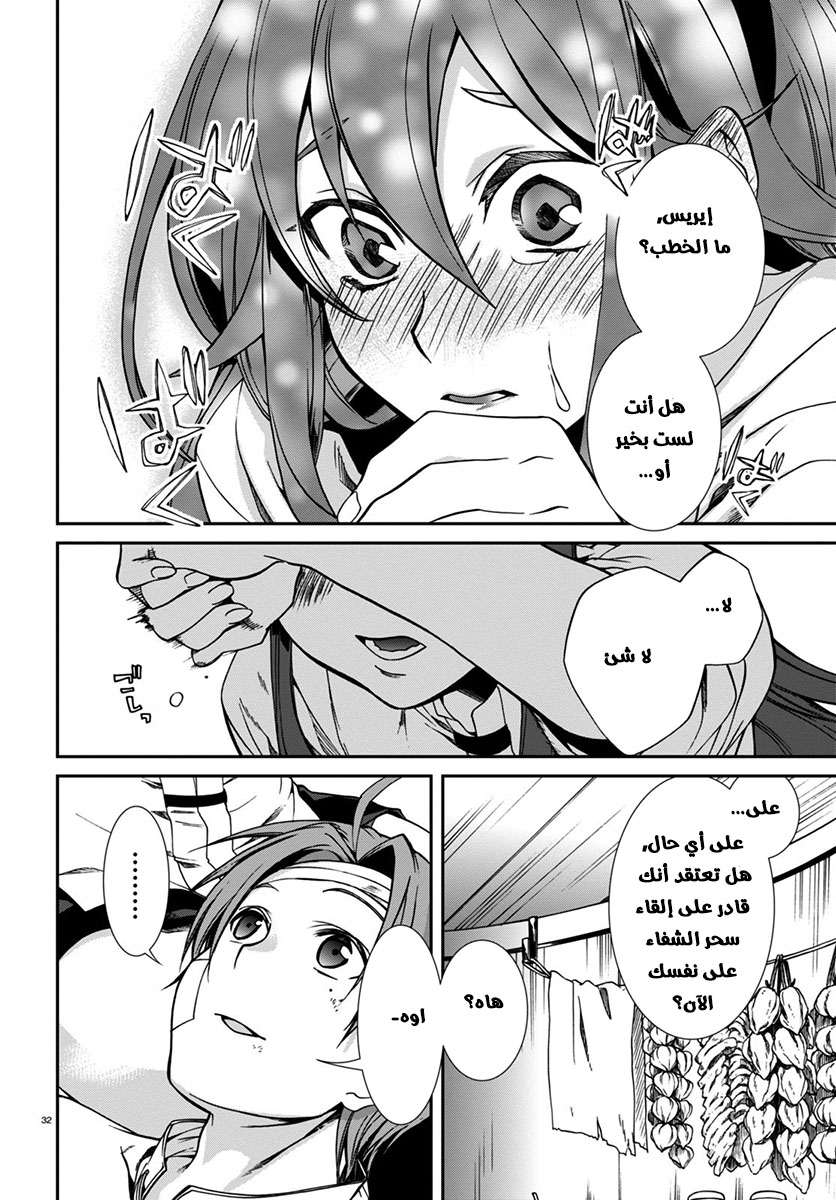 إيريس,
ما الخطب؟
هل أنت
لست بخير
أو...
لا...
لا شئ
على...
على أي حال,
هل تعتقد أنك
قادر على إلقاء
سحر الشفاء
على نفسك
الآن؟
هاه؟
اوه-
........
32